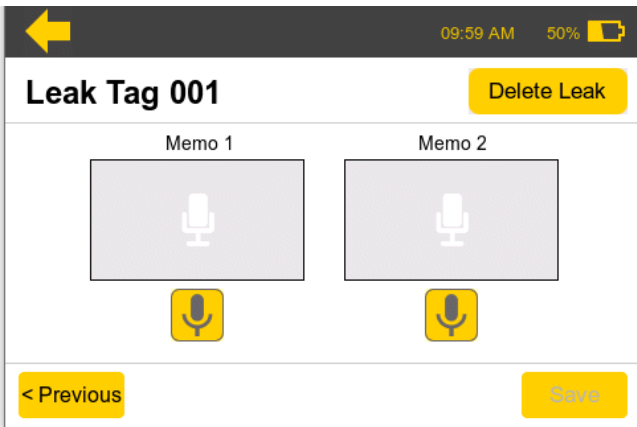 09:59 AM 50%
Leak Tag 001 Delete Leak
Memo 1 Memo 2
< Previous Save